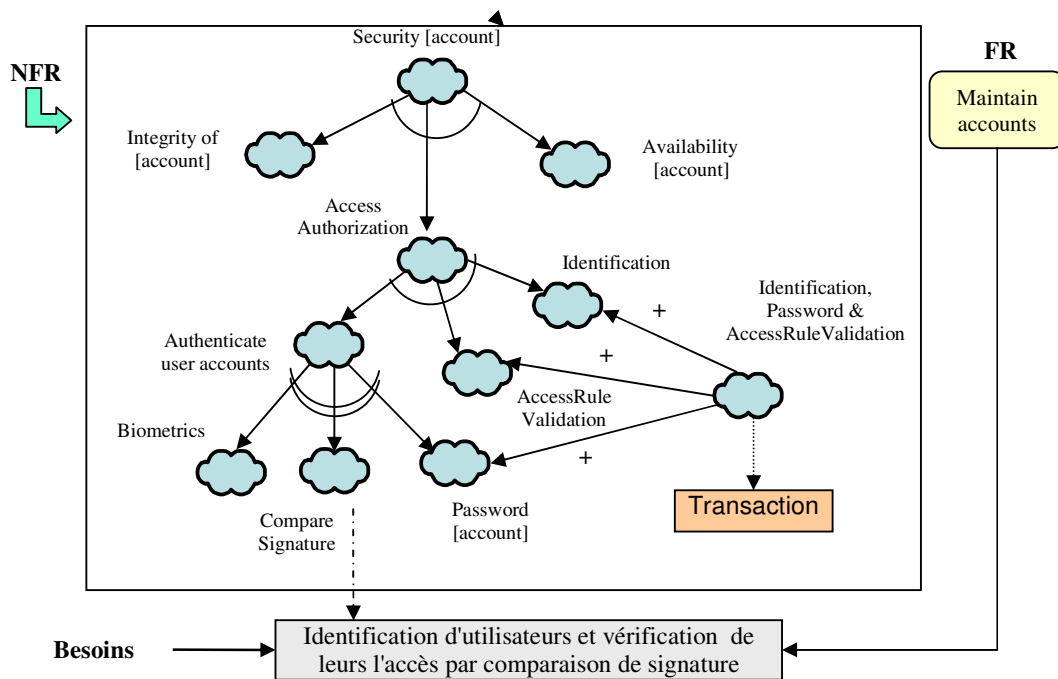 Security [account]
FR
NFR
Maintain
accounts
Integrity of
[account]
Availability
[account]
Access
Authorization
Identification
Identification,
Password &
AccessRuleValidation
+
Authenticate
user accounts
+
AccessRule
Validation
Biometrics
+
Transaction
Compare
Signature
Password
[account]
Besoins
Identification d'utilisateurs et vérification de
leurs l'accès par comparaison de signature